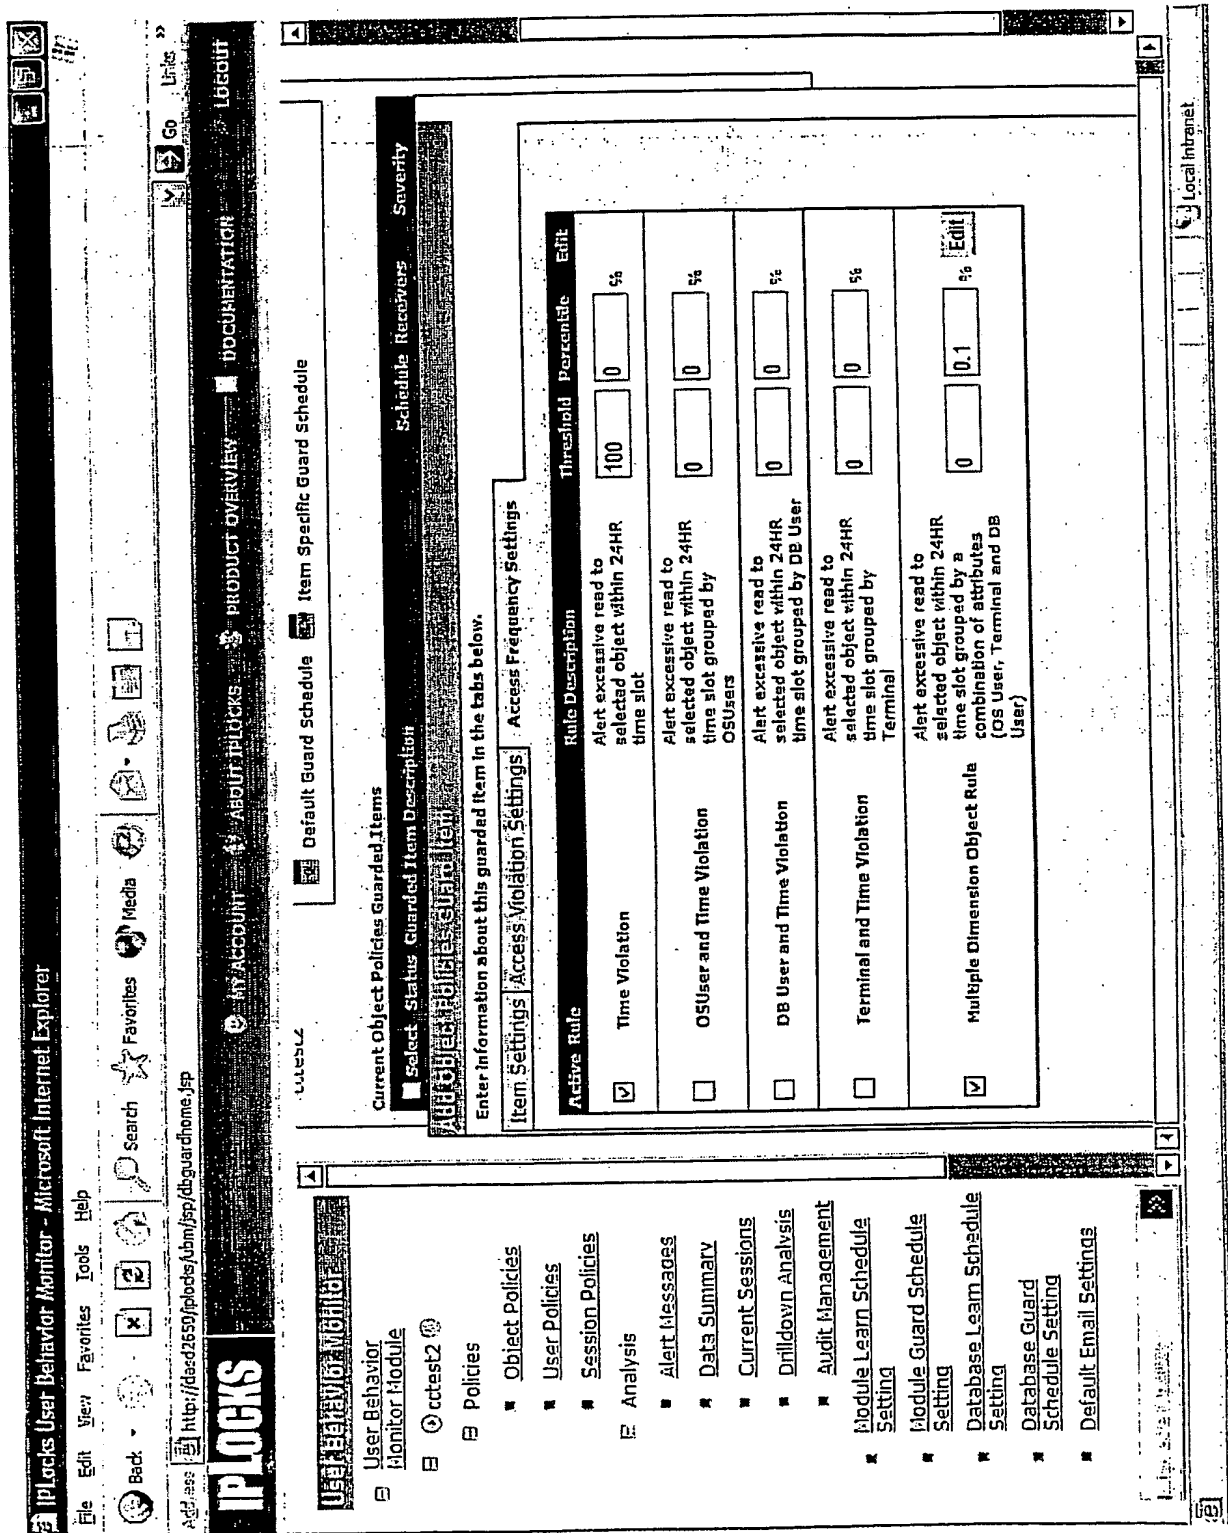 IPLocks User Behavior Monitor - Microsoft Internet Explorer
File Edit View Favorites Tools Help
Back Search Favorites Media
Address http://dasd2650/iplocks/ubm/jsp/dbguardhome.jsp Go Links »
IPLOCKS MY ACCOUNT ABOUT IPLOCKS PRODUCT OVERVIEW DOCUMENTATION LOGOUT
User Behavior Monitor
User Behavior
Monitor Module
cctest2
Policies
Object Policies
User Policies
Session Policies
Analysis
Alert Messages
Data Summary
Current Sessions
Drilldown Analysis
Audit Management
Module Learn Schedule
Setting
Module Guard Schedule
Setting
Database Learn Schedule
Setting
Database Guard
Schedule Setting
Default Email Settings
Default Guard Schedule Item Specific Guard Schedule
Current Object Policies Guarded Items
Select Status Guarded Item Description Schedule Receivers Severity
Add Object Policies Guard Item
Enter information about this guarded item in the tabs below.
Item Settings Access Violation Settings Access Frequency Settings
Active Rule Rule Description Threshold Percentile Edit
Time Violation
Alert excessive read to
selected object within 24HR
time slot
100 0 %
OSUser and Time Violation
Alert excessive read to
selected object within 24HR
time slot grouped by
OSUsers
0 0 %
DB User and Time Violation
Alert excessive read to
selected object within 24HR
time slot grouped by DB User
0 0 %
Terminal and Time Violation
Alert excessive read to
selected object within 24HR
time slot grouped by
Terminal
0 0 %
Multiple Dimension Object Rule
Alert excessive read to
selected object within 24HR
time slot grouped by a
combination of attributes
(OS User, Terminal and DB
User)
0 0.1 % Edit
Local intranet